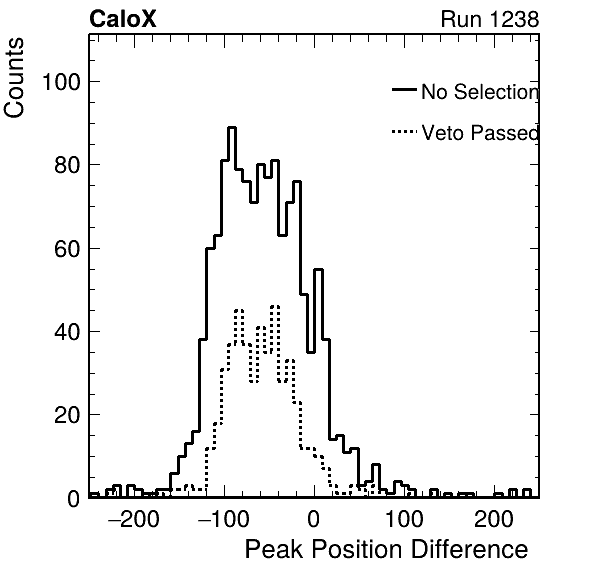 CaloX Run 1238
Counts
100
80
60
40
20
0
No Selection
Veto Passed
−200 −100 0 100 200
Peak Position Difference